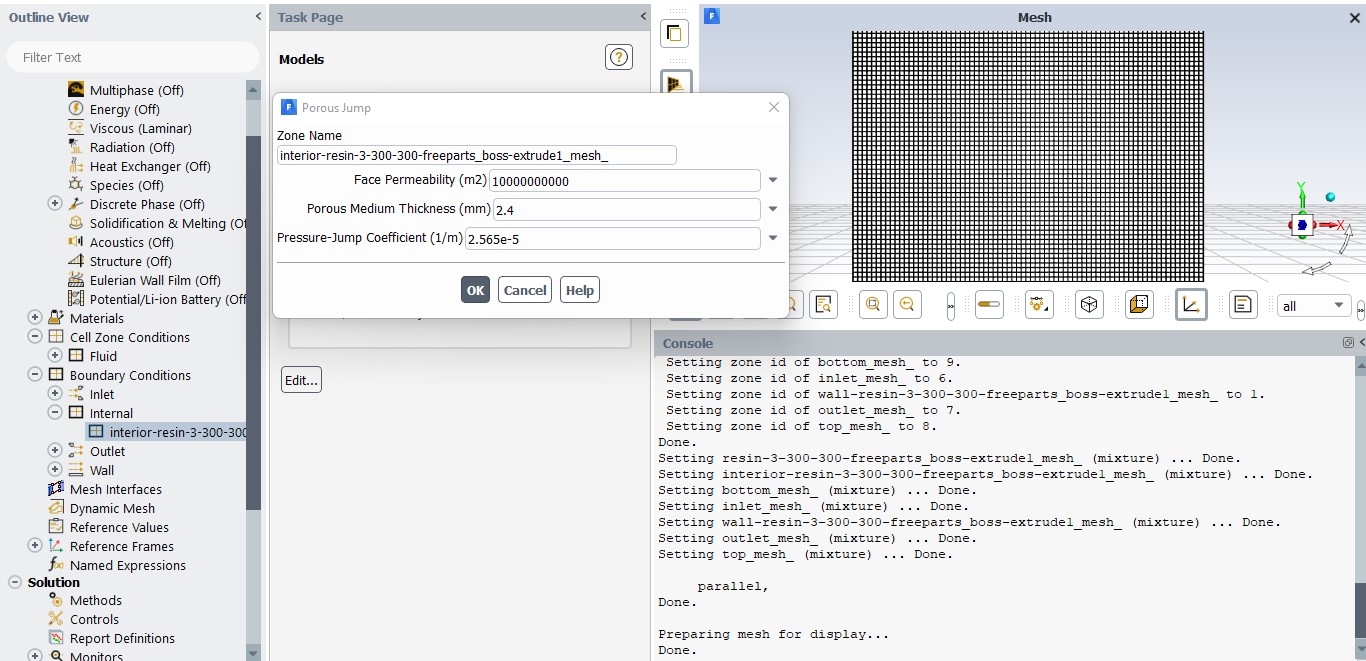 Outline View
Filter Text
Multiphase (Off)
Energy (Off)
Viscous (Laminar)
Radiation (Off)
Heat Exchanger (Off)
Species (Off)
Discrete Phase (Off)
Solidification & Melting (Of
Acoustics (Off)
Structure (Off)
Eulerian Wall Film (Off)
Potential/Li-ion Battery (Off
Materials
Cell Zone Conditions
Fluid
Boundary Conditions
Inlet
Internal
interior-resin-3-300-300
Outlet
Wall
Mesh Interfaces
Dynamic Mesh
Reference Values
Reference Frames
Named Expressions
Solution
Methods
Controls
Report Definitions
Monitors
Task Page
Models
Porous Jump
Zone Name
interior-resin-3-300-300-freeparts_boss-extrude1_mesh_
Face Permeability (m2) 10000000000
Porous Medium Thickness (mm) 2.4
Pressure-Jump Coefficient (1/m) 2.565e-5
OK Cancel Help
Edit...
Mesh
Y
X
all
Console
Setting zone id of bottom_mesh_ to 9.
Setting zone id of inlet_mesh_ to 6.
Setting zone id of wall-resin-3-300-300-freeparts_boss-extrude1_mesh_ to 1.
Setting zone id of outlet_mesh_ to 7.
Setting zone id of top_mesh_ to 8.
Done.
Setting resin-3-300-300-freeparts_boss-extrude1_mesh_ (mixture) ... Done.
Setting interior-resin-3-300-300-freeparts_boss-extrude1_mesh_ (mixture) ... Done.
Setting bottom_mesh_ (mixture) ... Done.
Setting inlet_mesh_ (mixture) ... Done.
Setting wall-resin-3-300-300-freeparts_boss-extrude1_mesh_ (mixture) ... Done.
Setting outlet_mesh_ (mixture) ... Done.
Setting top_mesh_ (mixture) ... Done.
parallel,
Done.
Preparing mesh for display...
Done.